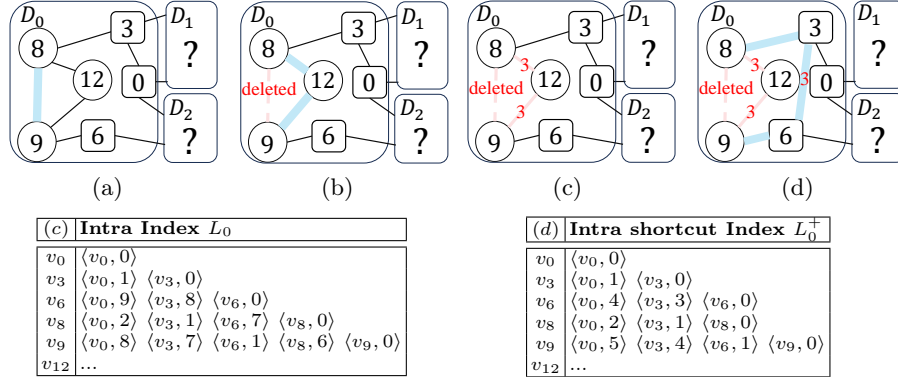 D₀ 8 3 12 0 9 6 D₁ ? D₂ ?
D₀ 8 3 12 0 9 6 deleted D₁ ? D₂ ?
D₀ 8 3 12 0 9 6 deleted 3 3 D₁ ? D₂ ?
D₀ 8 3 12 0 9 6 deleted 3 3 3 D₁ ? D₂ ?
(a) (b) (c) (d)
(c) Intra Index L₀
v₀ ⟨v₀, 0⟩
v₃ ⟨v₀, 1⟩ ⟨v₃, 0⟩
v₆ ⟨v₀, 9⟩ ⟨v₃, 8⟩ ⟨v₆, 0⟩
v₈ ⟨v₀, 2⟩ ⟨v₃, 1⟩ ⟨v₆, 7⟩ ⟨v₈, 0⟩
v₉ ⟨v₀, 8⟩ ⟨v₃, 7⟩ ⟨v₆, 1⟩ ⟨v₈, 6⟩ ⟨v₉, 0⟩
v₁₂ ...
(d) Intra shortcut Index L₀⁺
v₀ ⟨v₀, 0⟩
v₃ ⟨v₀, 1⟩ ⟨v₃, 0⟩
v₆ ⟨v₀, 4⟩ ⟨v₃, 3⟩ ⟨v₆, 0⟩
v₈ ⟨v₀, 2⟩ ⟨v₃, 1⟩ ⟨v₈, 0⟩
v₉ ⟨v₀, 5⟩ ⟨v₃, 4⟩ ⟨v₆, 1⟩ ⟨v₉, 0⟩
v₁₂ ...